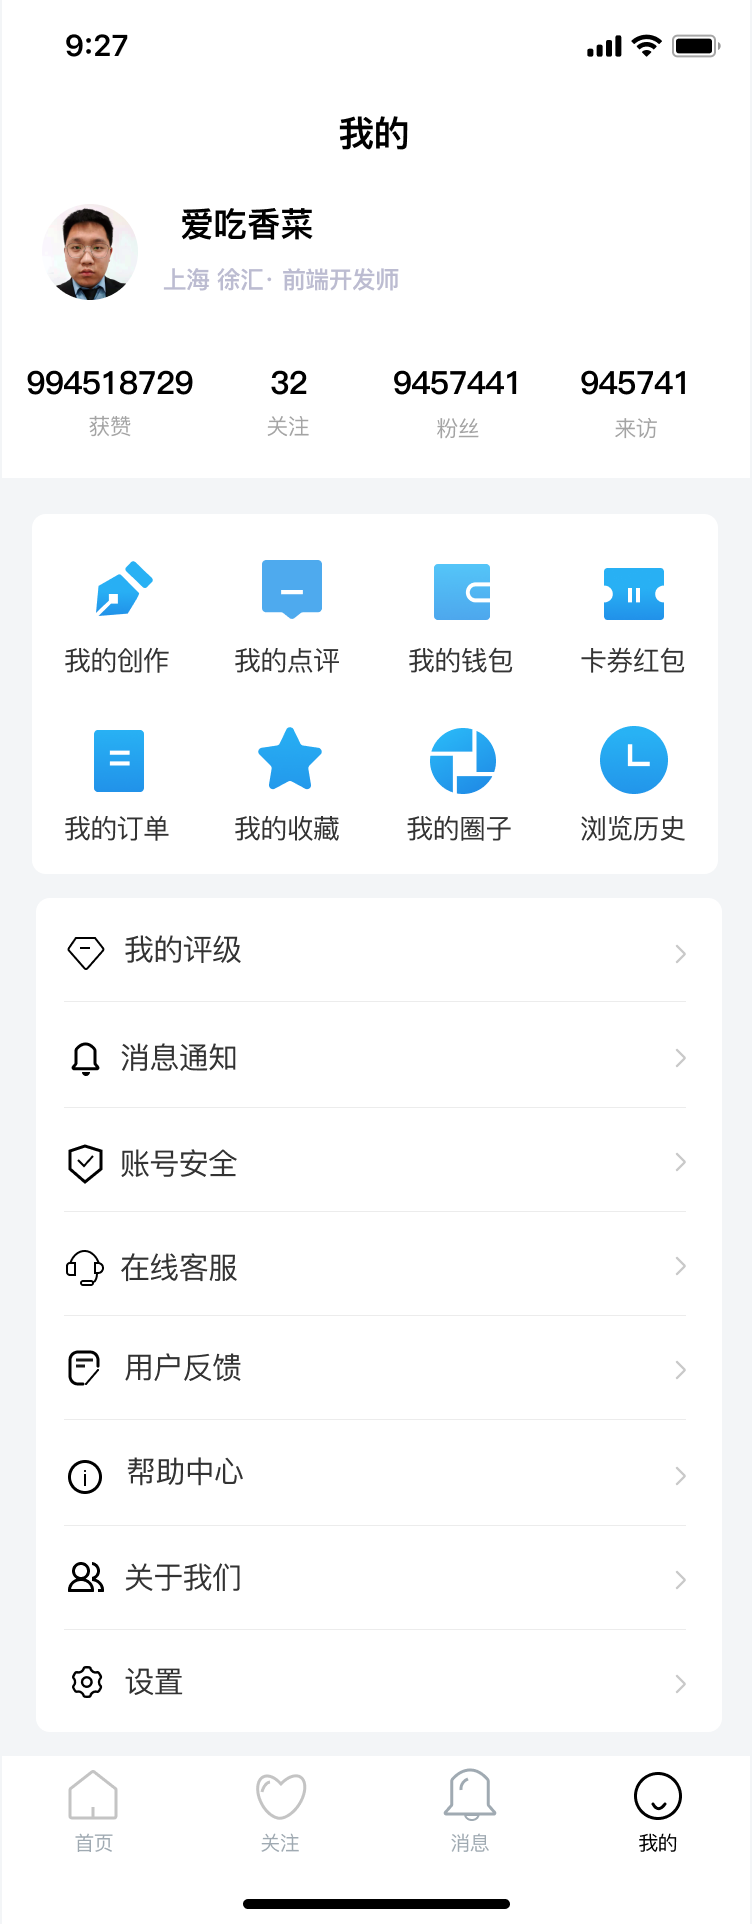 9:27
我的
爱吃香菜
上海 徐汇· 前端开发师
994518729 32 9457441 945741
获赞 关注 粉丝 来访
我的创作 我的点评 我的钱包 卡券红包
我的订单 我的收藏 我的圈子 浏览历史
我的评级
消息通知
账号安全
在线客服
用户反馈
帮助中心
关于我们
设置
首页 关注 消息 我的